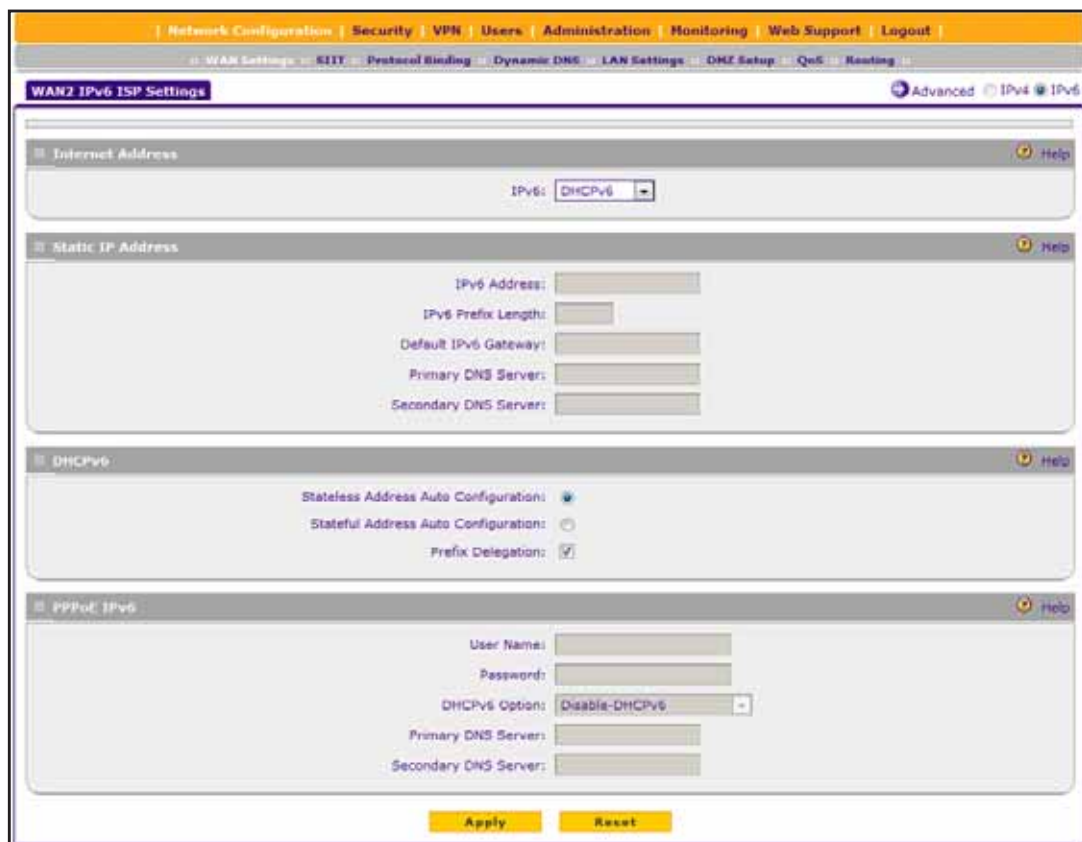 | Network Configuration | Security | VPN | Users | Administration | Monitoring | Web Support | Logout |
:: WAN Settings :: SIIT :: Protocol Binding :: Dynamic DNS :: LAN Settings :: DMZ Setup :: QoS :: Routing ::
WAN2 IPv6 ISP Settings Advanced IPv4 IPv6
Internet Address Help
IPv6: DHCPv6
Static IP Address Help
IPv6 Address:
IPv6 Prefix Length:
Default IPv6 Gateway:
Primary DNS Server:
Secondary DNS Server:
DHCPv6 Help
Stateless Address Auto Configuration:
Stateful Address Auto Configuration:
Prefix Delegation:
PPPoE IPv6 Help
User Name:
Password:
DHCPv6 Option: Disable-DHCPv6
Primary DNS Server:
Secondary DNS Server:
Apply Reset